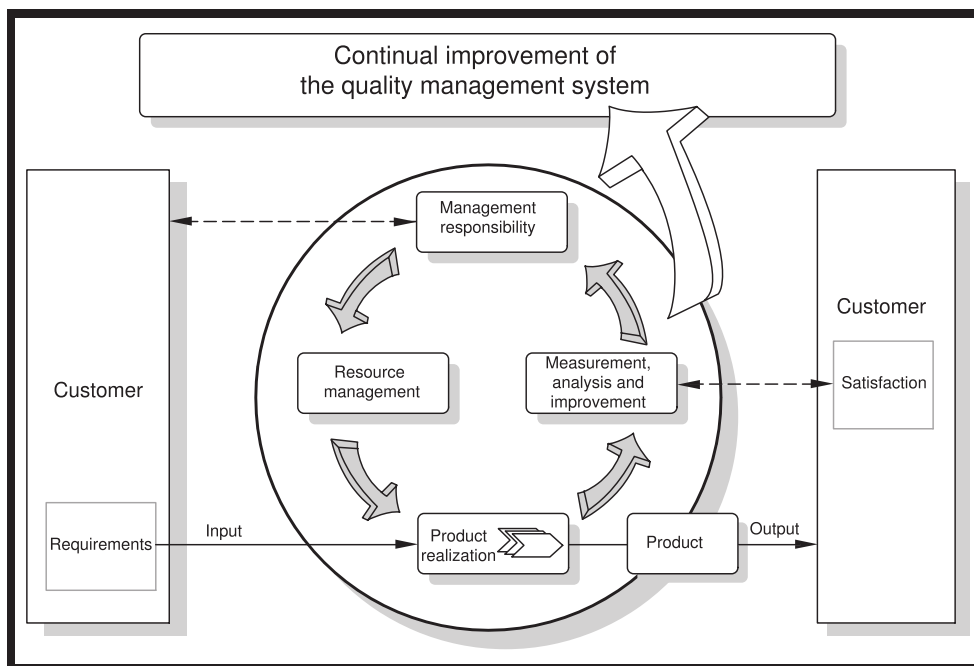 Continual improvement of
the quality management system
Management
responsibility
Customer
Resource
management
Measurement,
analysis and
improvement
Customer
Satisfaction
Requirements
Input
Product
realization
Product
Output